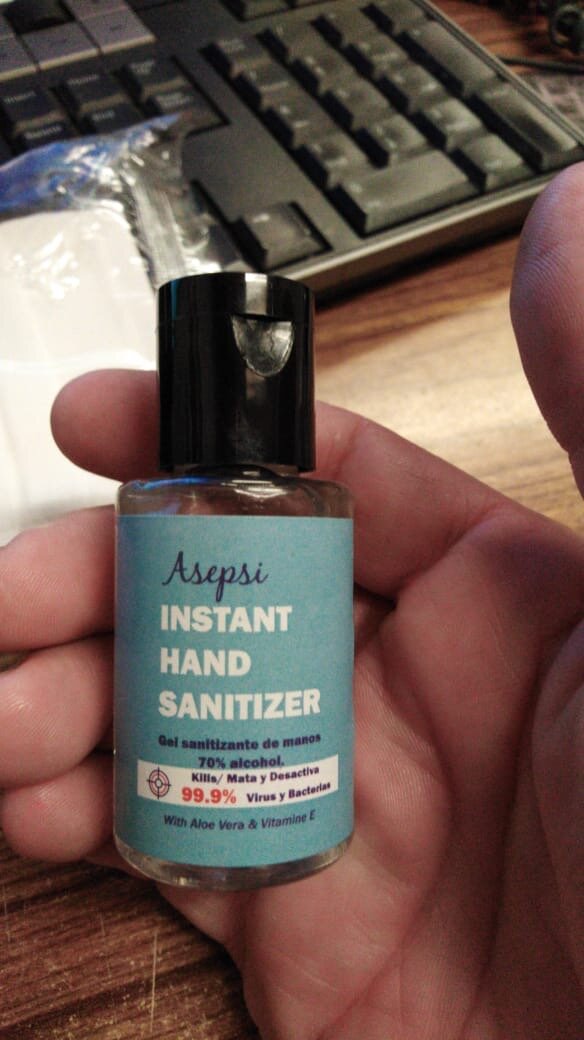 Asepsi
INSTANT
HAND
SANITIZER
Gel sanitizante de manos
70% alcohol.
Kills/ Mata y Desactiva
99.9% Virus y Bacterias
With Aloe Vera & Vitamine E